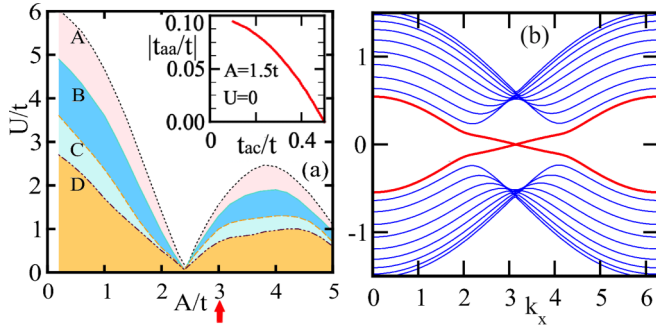 6
5
4
3
2
1
0
U/t
A
B
C
D
0.10
0.05
0.00
|t_aa/t|
A=1.5t
U=0
0
0.4
t_ac/t
(a)
0 1 2 3 4 5
A/t
(b)
1
0
-1
0 1 2 3 4 5 6
k_x